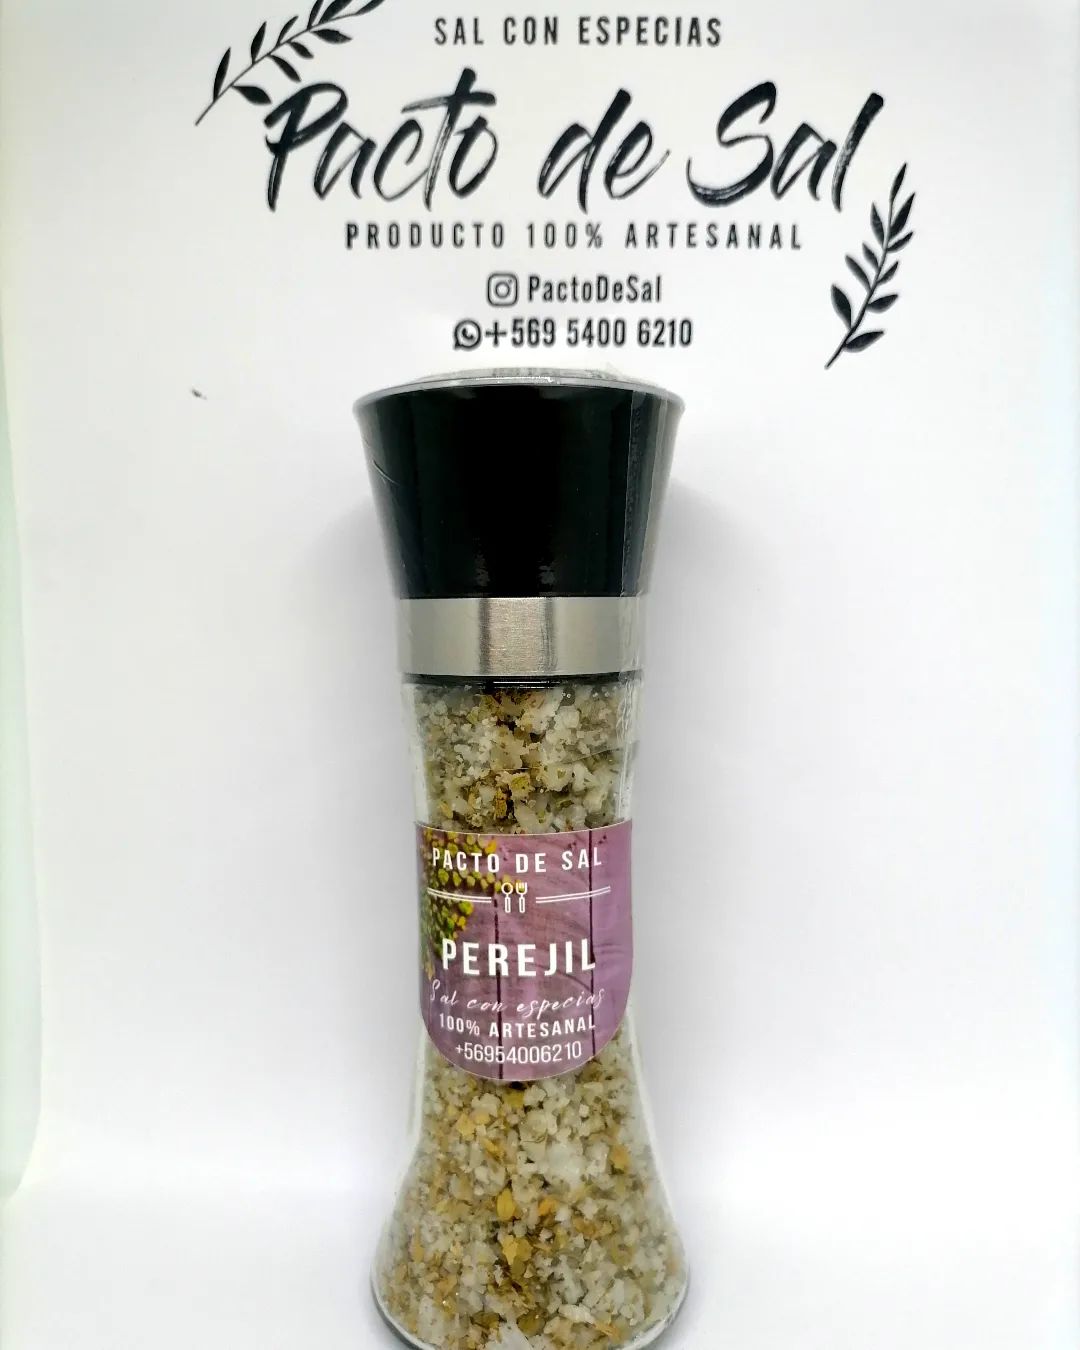 SAL CON ESPECIAS
Pacto de Sal
PRODUCTO 100% ARTESANAL
PactoDeSal
+569 5400 6210
PACTO DE SAL
PEREJIL
Sal con especias
100% ARTESANAL
+56954006210